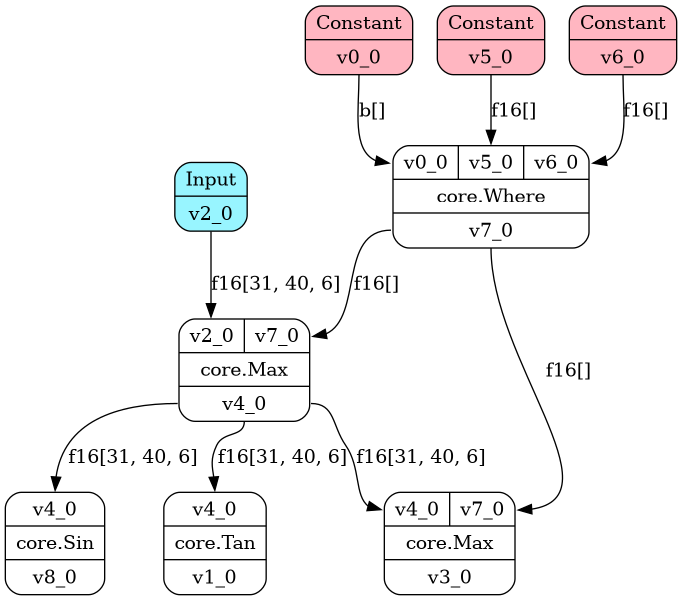 Constant
v0_0
Constant
v5_0
Constant
v6_0
b[]
f16[]
f16[]
v0_0 v5_0 v6_0
core.Where
v7_0
Input
v2_0
f16[31, 40, 6]
f16[]
f16[]
v2_0 v7_0
core.Max
v4_0
f16[31, 40, 6]
f16[31, 40, 6]
f16[31, 40, 6]
v4_0
core.Sin
v8_0
v4_0
core.Tan
v1_0
v4_0 v7_0
core.Max
v3_0